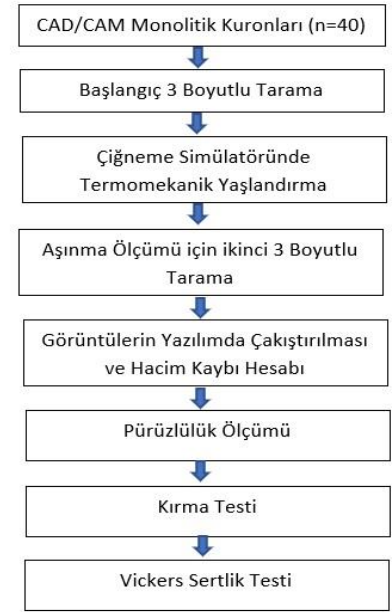 CAD/CAM Monolitik Kuronları (n=40)
Başlangıç 3 Boyutlu Tarama
Çiğneme Simülatöründe
Termomekanik Yaşlandırma
Aşınma Ölçümü için ikinci 3 Boyutlu
Tarama
Görüntülerin Yazılımda Çakıştırılması
ve Hacim Kaybı Hesabı
Pürüzlülük Ölçümü
Kırma Testi
Vickers Sertlik Testi